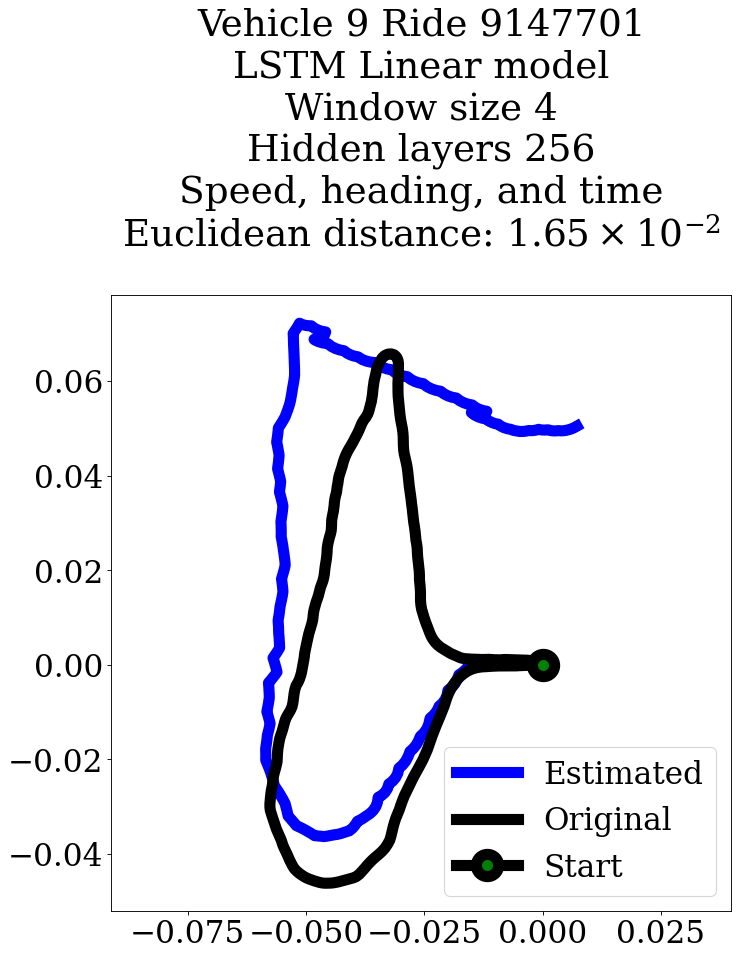 Vehicle 9 Ride 9147701
LSTM Linear model
Window size 4
Hidden layers 256
Speed, heading, and time
Euclidean distance: 1.65 × 10⁻²
0.06
0.04
0.02
0.00
−0.02
−0.04
Estimated
Original
Start
−0.075 −0.050 −0.025 0.000 0.025